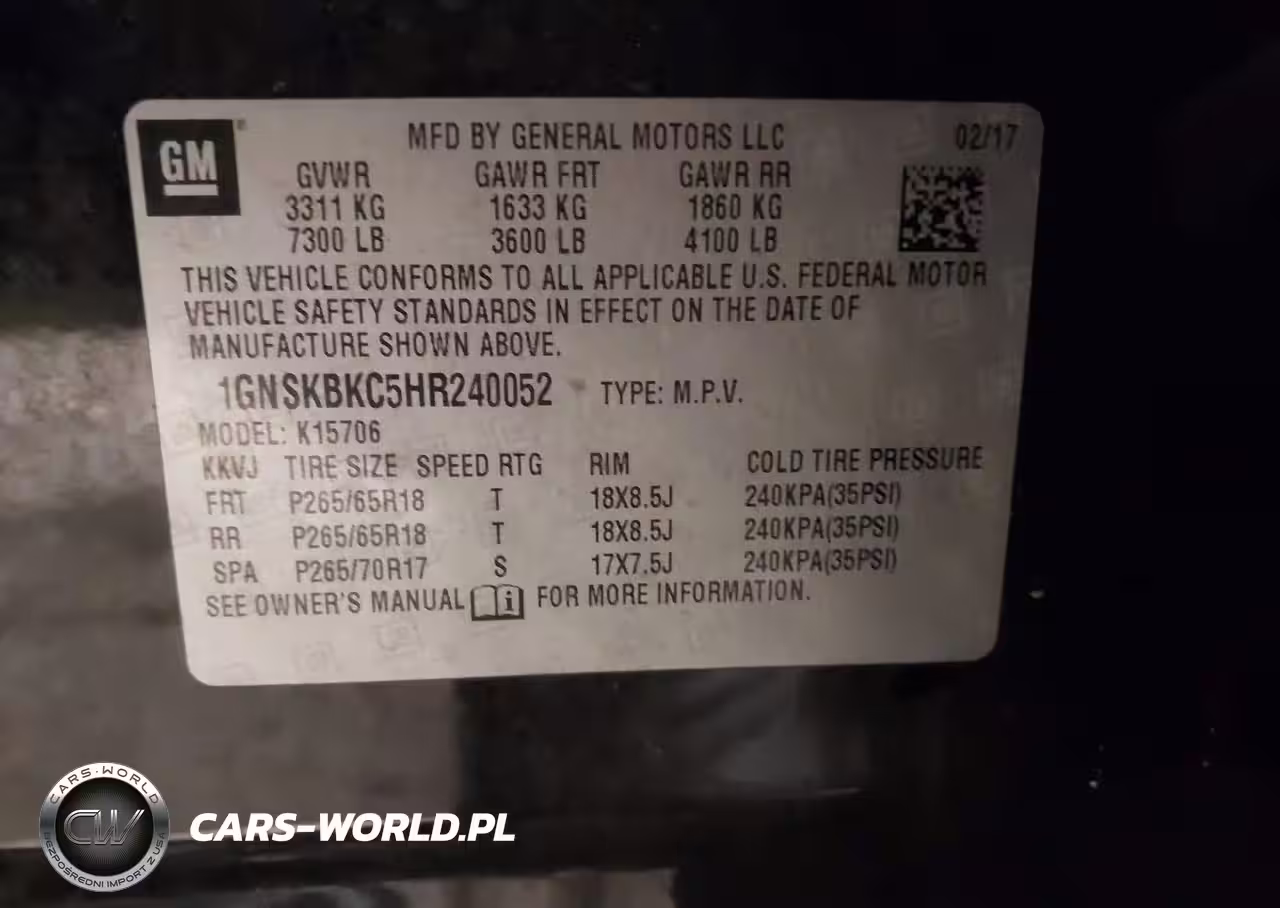 GM
MFD BY GENERAL MOTORS LLC 02/17
GVWR GAWR FRT GAWR RR
3311 KG 1633 KG 1860 KG
7300 LB 3600 LB 4100 LB
THIS VEHICLE CONFORMS TO ALL APPLICABLE U.S. FEDERAL MOTOR
VEHICLE SAFETY STANDARDS IN EFFECT ON THE DATE OF
MANUFACTURE SHOWN ABOVE.
1GNSKBKC5HR240052 TYPE: M.P.V.
MODEL: K15706
KKVJ TIRE SIZE SPEED RTG RIM COLD TIRE PRESSURE
FRT P265/65R18 T 18X8.5J 240KPA(35PSI)
RR P265/65R18 T 18X8.5J 240KPA(35PSI)
SPA P265/70R17 S 17X7.5J 240KPA(35PSI)
SEE OWNER'S MANUAL i FOR MORE INFORMATION.
CARS-WORLD
CW
BEZPOŚREDNI IMPORT Z USA
CARS-WORLD.PL